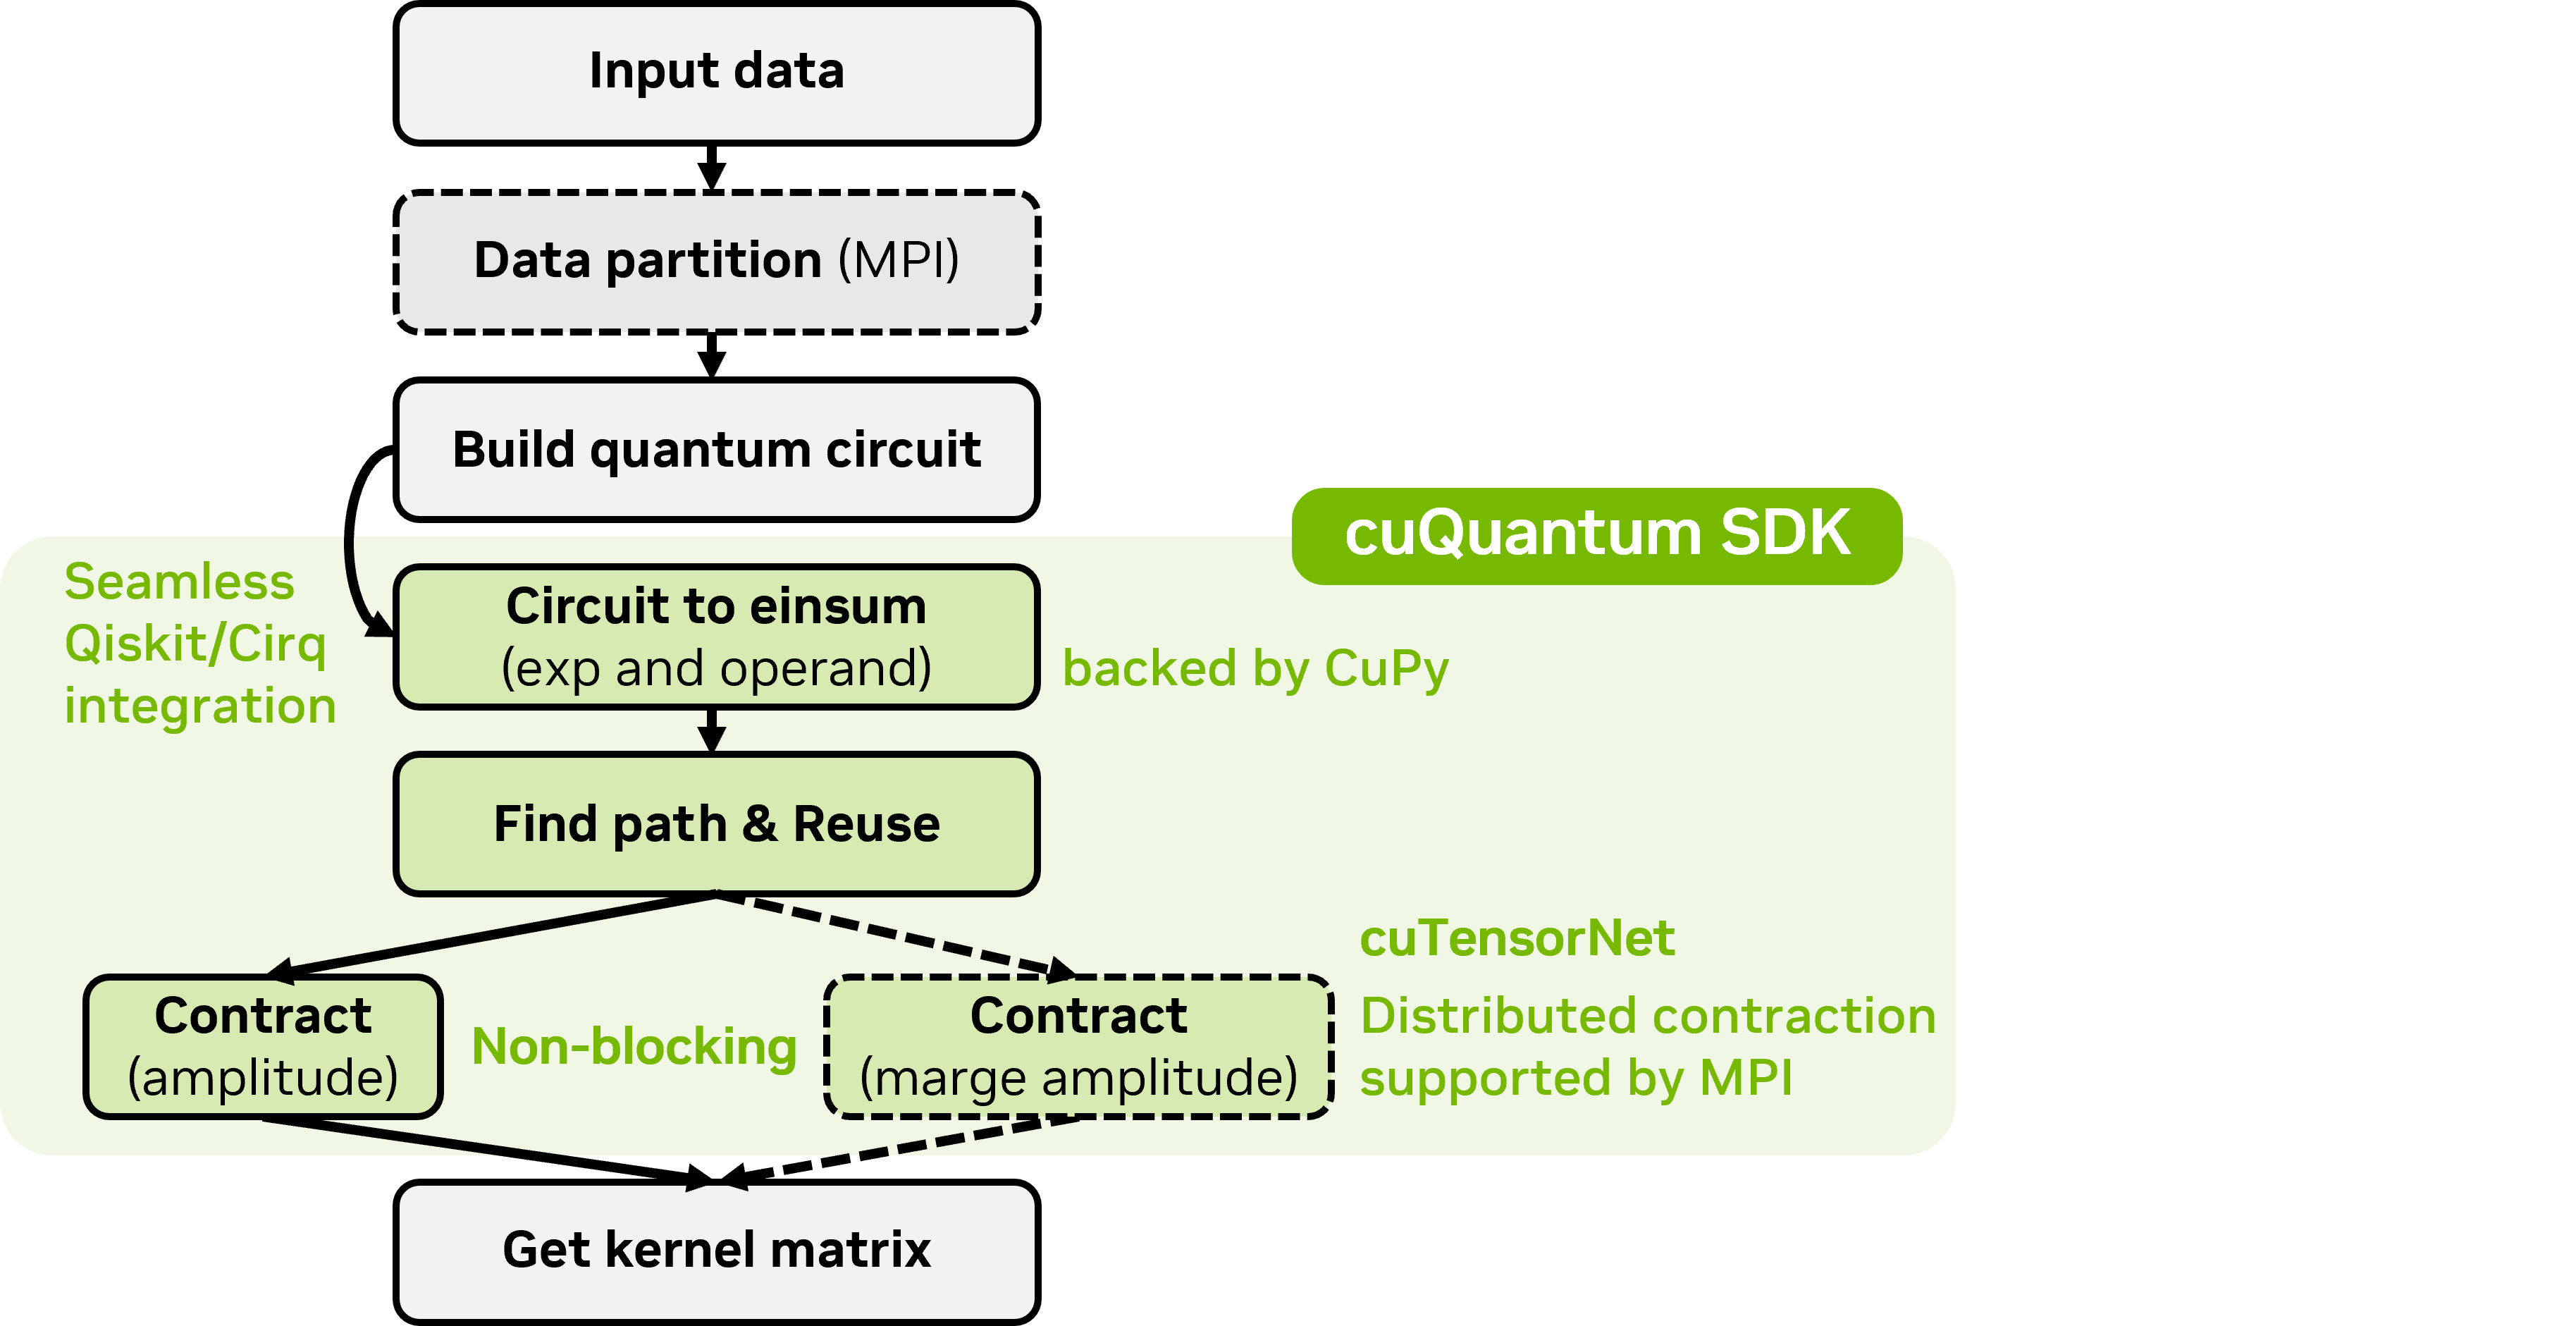 Input data
Data partition (MPI)
Build quantum circuit
cuQuantum SDK
Seamless
Qiskit/Cirq
integration
Circuit to einsum
(exp and operand)
backed by CuPy
Find path & Reuse
cuTensorNet
Distributed contraction
supported by MPI
Contract
(amplitude)
Non-blocking
Contract
(marge amplitude)
Get kernel matrix